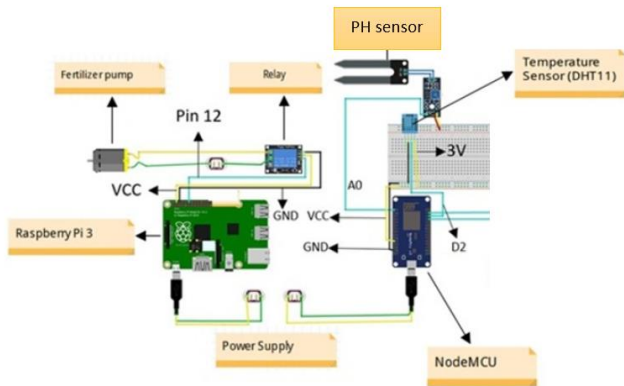 PH sensor
Temperature
Sensor (DHT11)
Fertilizer pump
Relay
Pin 12
3V
A0
VCC
VCC
GND
GND
D2
Raspberry Pi 3
Power Supply
NodeMCU